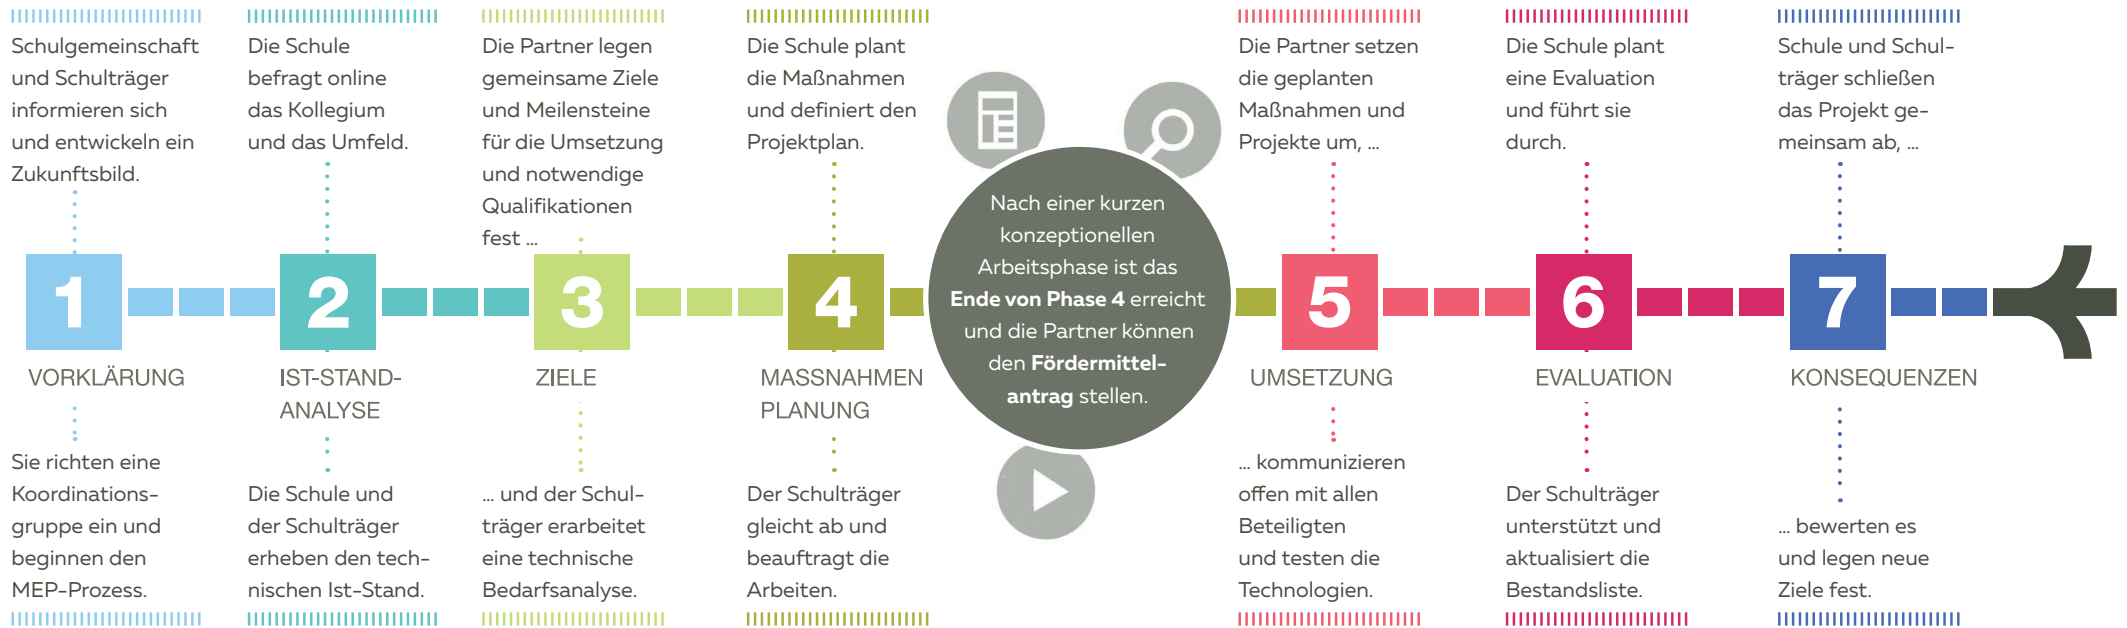 Schulgemeinschaft
und Schulträger
informieren sich
und entwickeln ein
Zukunftsbild.
1
VORKLÄRUNG
Sie richten eine
Koordinations-
gruppe ein und
beginnen den
MEP-Prozess.
Die Schule
befragt online
das Kollegium
und das Umfeld.
2
IST-STAND-
ANALYSE
Die Schule und
der Schulträger
erheben den tech-
nischen Ist-Stand.
Die Partner legen
gemeinsame Ziele
und Meilensteine
für die Umsetzung
und notwendige
Qualifikationen
fest ...
3
ZIELE
... und der Schul-
träger erarbeitet
eine technische
Bedarfsanalyse.
Die Schule plant
die Maßnahmen
und definiert den
Projektplan.
4
MASSNAHMEN
PLANUNG
Der Schulträger
gleicht ab und
beauftragt die
Arbeiten.
Nach einer kurzen
konzeptionellen
Arbeitsphase ist das
Ende von Phase 4 erreicht
und die Partner können
den Fördermittel-
antrag stellen.
Die Partner setzen
die geplanten
Maßnahmen und
Projekte um, ...
5
UMSETZUNG
... kommunizieren
offen mit allen
Beteiligten
und testen die
Technologien.
Die Schule plant
eine Evaluation
und führt sie
durch.
6
EVALUATION
Der Schulträger
unterstützt und
aktualisiert die
Bestandsliste.
Schule und Schul-
träger schließen
das Projekt ge-
meinsam ab, ...
7
KONSEQUENZEN
... bewerten es
und legen neue
Ziele fest.